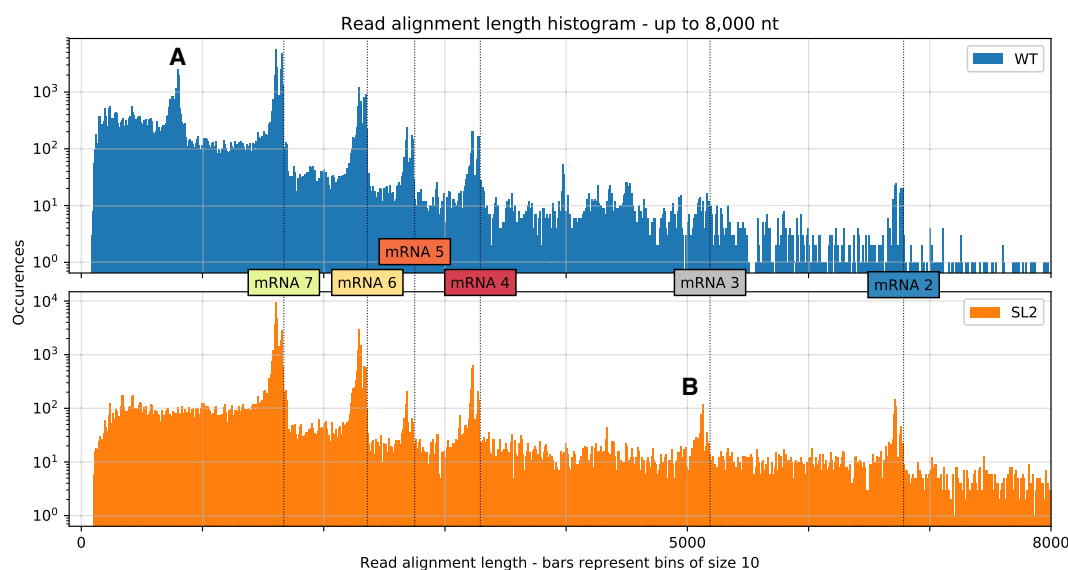 Read alignment length histogram - up to 8,000 nt
A
WT
10³
10²
10¹
10⁰
Occurences
mRNA 5
mRNA 7
mRNA 6
mRNA 4
mRNA 3
mRNA 2
10⁴
SL2
10³
B
10²
10¹
10⁰
0
5000
8000
Read alignment length - bars represent bins of size 10